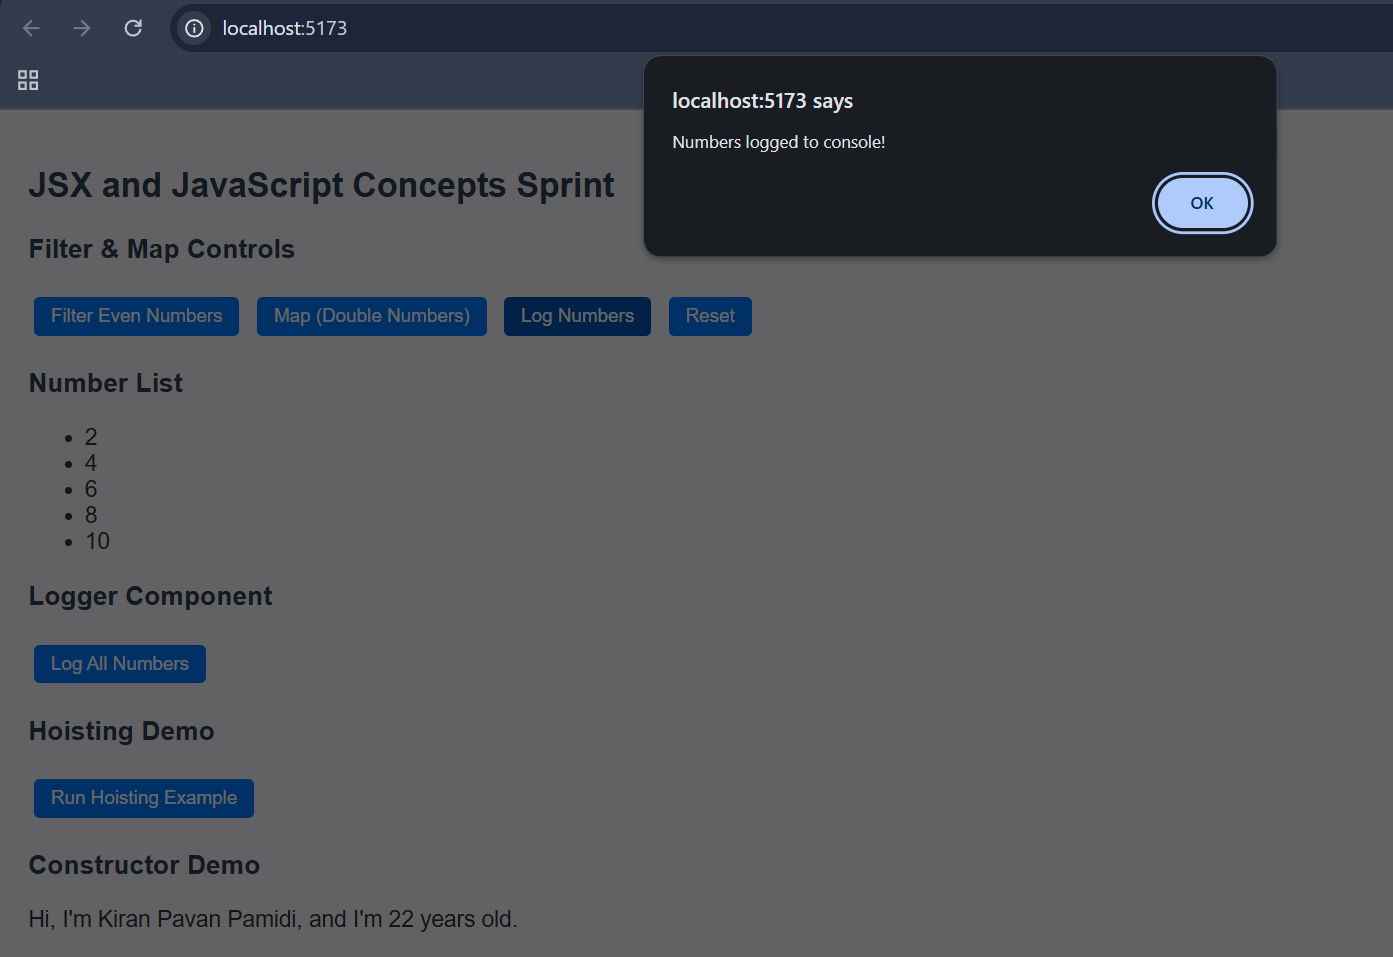 localhost:5173
localhost:5173 says
Numbers logged to console!
OK
JSX and JavaScript Concepts Sprint
Filter & Map Controls
Filter Even Numbers Map (Double Numbers) Log Numbers Reset
Number List
2
4
6
8
10
Logger Component
Log All Numbers
Hoisting Demo
Run Hoisting Example
Constructor Demo
Hi, I'm Kiran Pavan Pamidi, and I'm 22 years old.